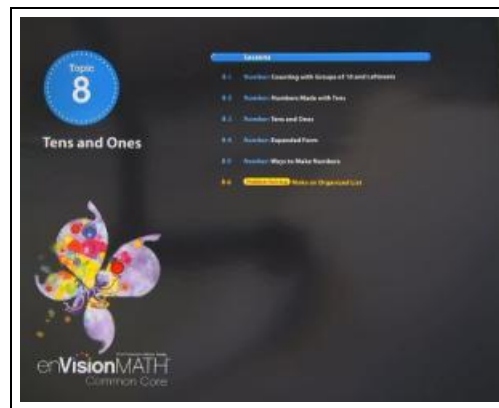 Topic
8
Tens and Ones
Lessons
8-1 Number: Counting with Groups of 10 and Leftovers
8-2 Number: Numbers Made with Tens
8-3 Number: Tens and Ones
8-4 Number: Expanded Form
8-5 Number: Ways to Make Numbers
8-6 Problem Solving: Make an Organized List
enVisionMATH
Common Core